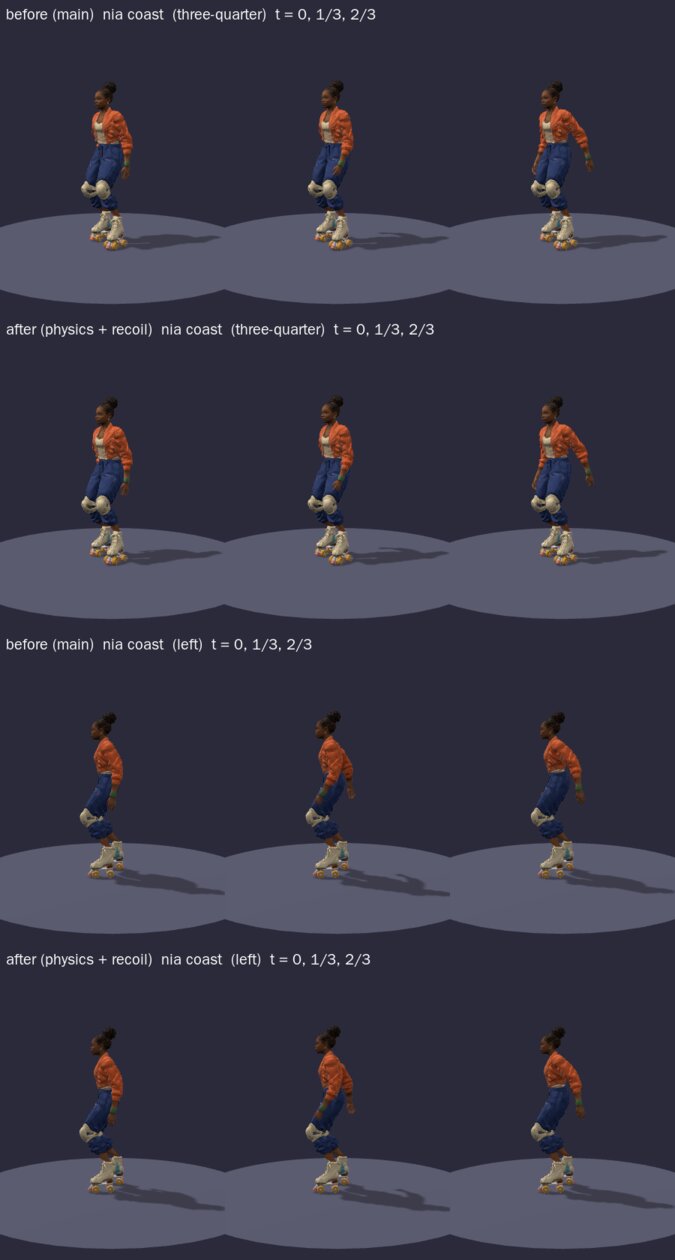 before (main)  nia coast  (three-quarter)  t = 0, 1/3, 2/3
after (physics + recoil)  nia coast  (three-quarter)  t = 0, 1/3, 2/3
before (main)  nia coast  (left)  t = 0, 1/3, 2/3
after (physics + recoil)  nia coast  (left)  t = 0, 1/3, 2/3